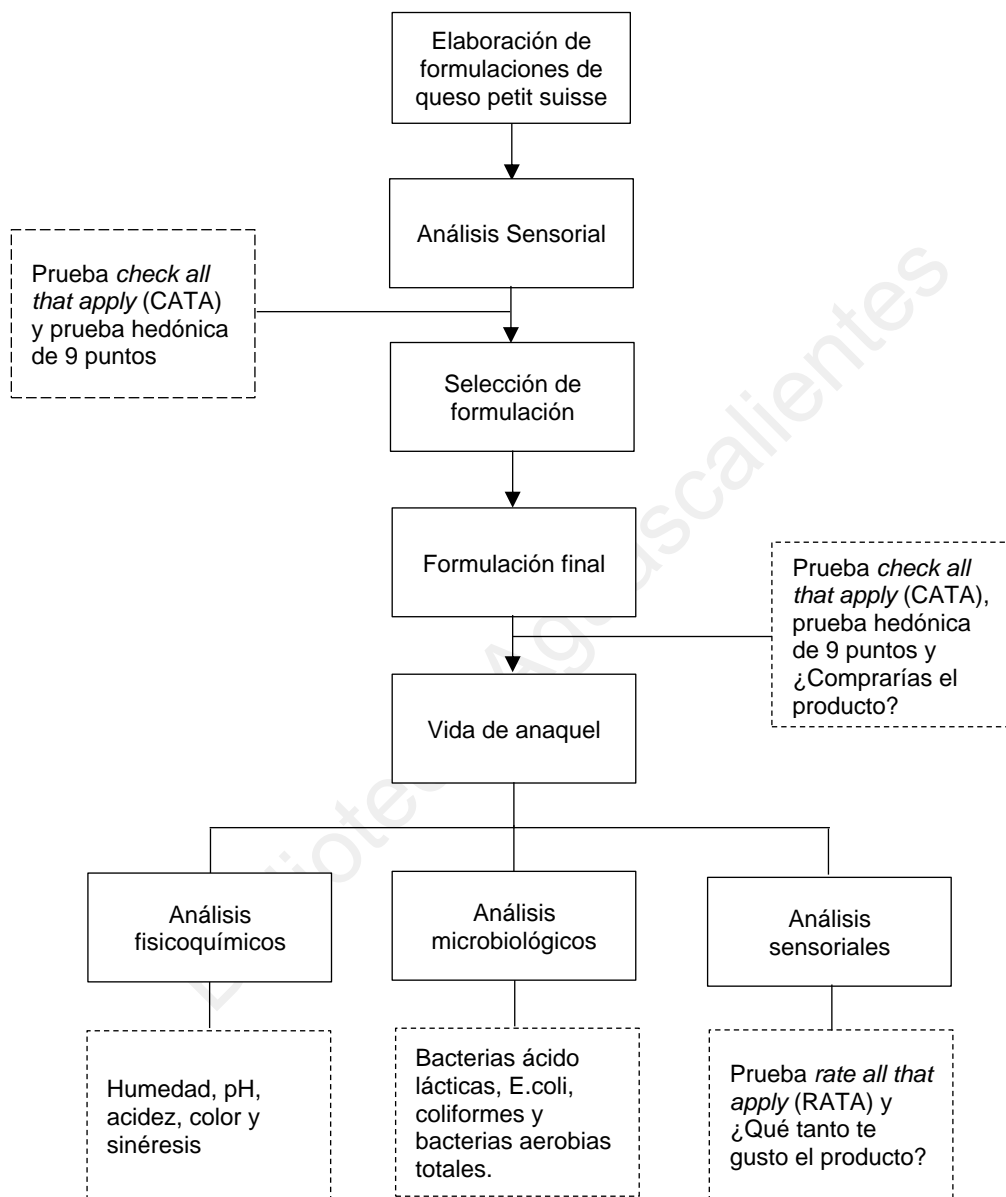 Elaboración de
formulaciones de
queso petit suisse
Análisis Sensorial
Prueba check all
that apply (CATA)
y prueba hedónica
de 9 puntos
Selección de
formulación
Formulación final
Prueba check all
that apply (CATA),
prueba hedónica
de 9 puntos y
¿Comprarías el
producto?
Vida de anaquel
Análisis
fisicoquímicos
Análisis
microbiológicos
Análisis
sensoriales
Humedad, pH,
acidez, color y
sinéresis
Bacterias ácido
lácticas, E.coli,
coliformes y
bacterias aerobias
totales.
Prueba rate all that
apply (RATA) y
¿Qué tanto te
gusto el producto?